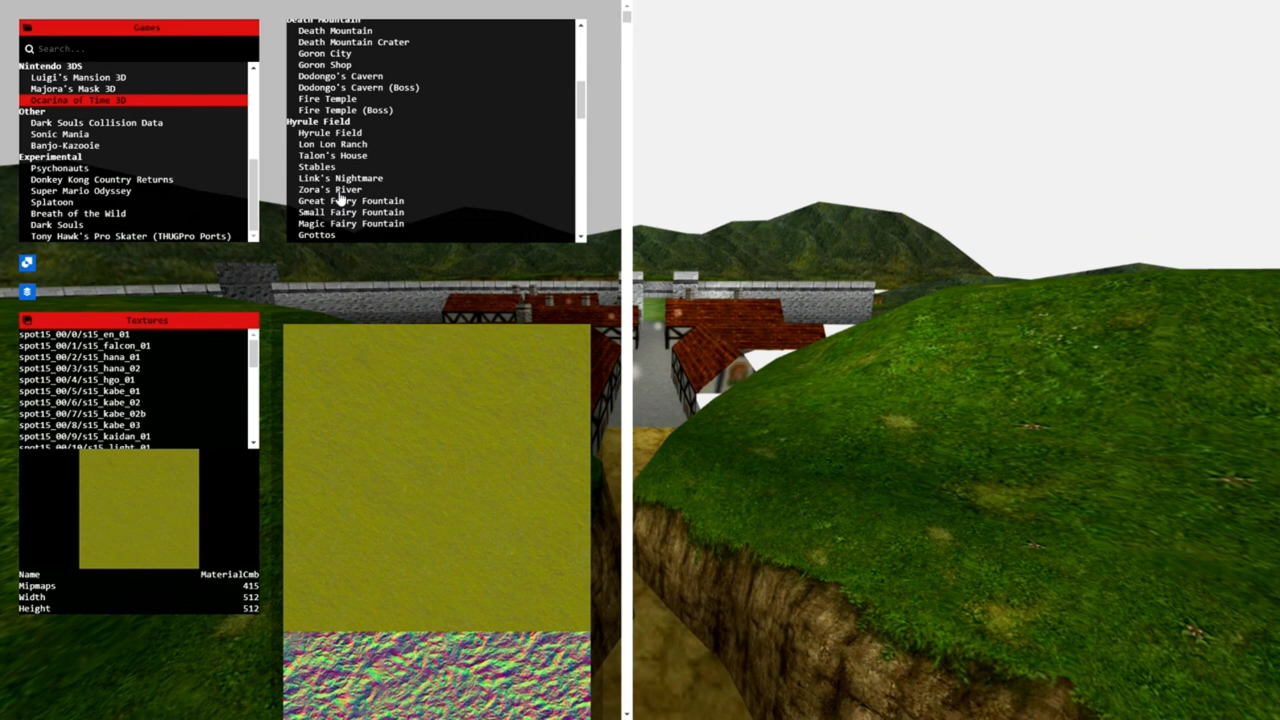 Games
Search...
Nintendo 3DS
Luigi's Mansion 3D
Majora's Mask 3D
Ocarina of Time 3D
Other
Dark Souls Collision Data
Sonic Mania
Banjo-Kazooie
Experimental
Psychonauts
Donkey Kong Country Returns
Super Mario Odyssey
Splatoon
Breath of the Wild
Dark Souls
Tony Hawk's Pro Skater (THUGPro Ports)
Death Mountain
Death Mountain
Death Mountain Crater
Goron City
Goron Shop
Dodongo's Cavern
Dodongo's Cavern (Boss)
Fire Temple
Fire Temple (Boss)
Hyrule Field
Hyrule Field
Lon Lon Ranch
Talon's House
Stables
Link's Nightmare
Zora's River
Great Fairy Fountain
Small Fairy Fountain
Magic Fairy Fountain
Grottos
Textures
spot15_00/0/s15_en_01
spot15_00/1/s15_falcon_01
spot15_00/2/s15_hana_01
spot15_00/3/s15_hana_02
spot15_00/4/s15_hgo_01
spot15_00/5/s15_kabe_01
spot15_00/6/s15_kabe_02
spot15_00/7/s15_kabe_02b
spot15_00/8/s15_kabe_03
spot15_00/9/s15_kaidan_01
spot15_00/10/s15_light_01
Name MaterialCmb
Mipmaps 415
Width 512
Height 512